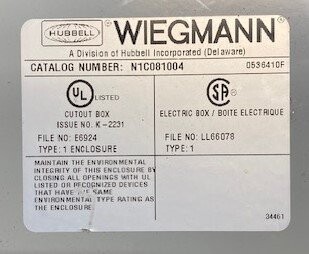 HUBBELL WIEGMANN
A Division of Hubbell Incorporated (Delaware)
CATALOG NUMBER: N1C081004 0536410F
UL LISTED
CUTOUT BOX
ISSUE NO: K-2231
FILE NO: E6924
TYPE: 1 ENCLOSURE
SA
ELECTRIC BOX / BOITE ELECTRIQUE
FILE NO: LL66078
TYPE: 1
MAINTAIN THE ENVIRONMENTAL
INTEGRITY OF THIS ENCLOSURE BY
CLOSING ALL OPENINGS WITH UL
LISTED OR RECOGNIZED DEVICES
THAT HAVE THE SAME
ENVIRONMENTAL TYPE RATING AS
THE ENCLOSURE.
34461